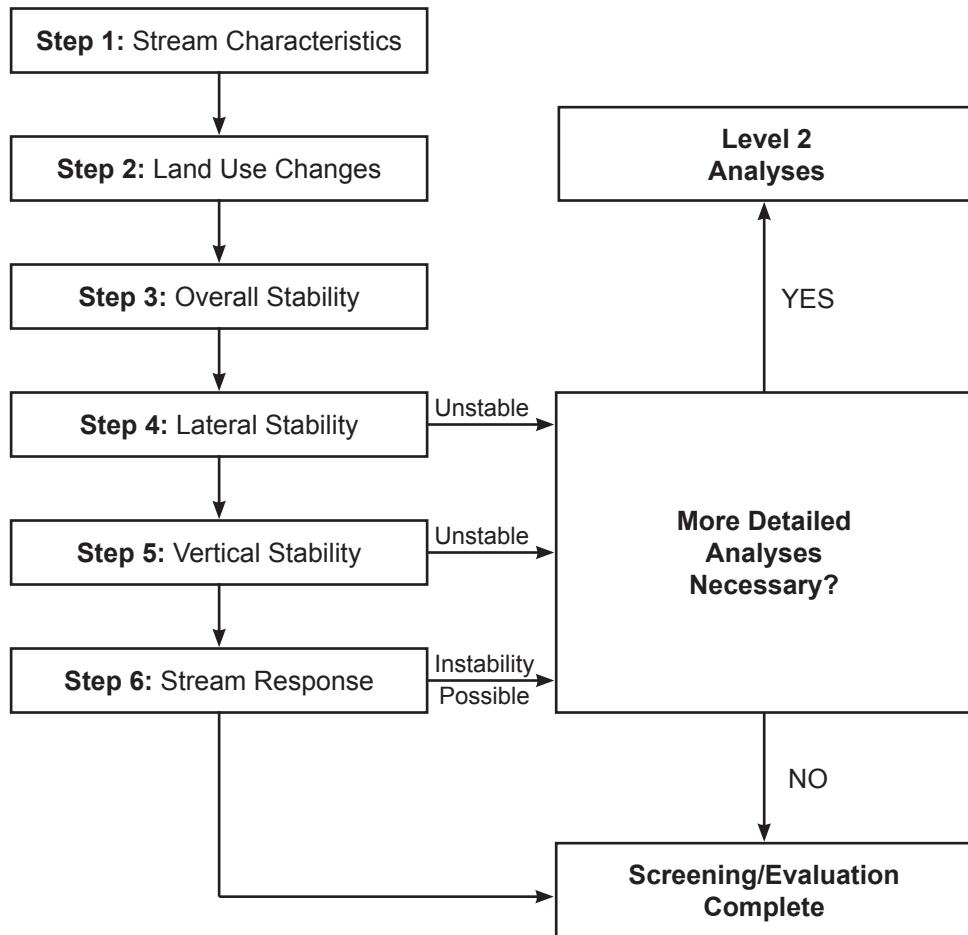 Step 1: Stream Characteristics
Step 2: Land Use Changes
Level 2
Analyses
Step 3: Overall Stability
YES
Step 4: Lateral Stability
Unstable
Step 5: Vertical Stability
Unstable
More Detailed
Analyses
Necessary?
Step 6: Stream Response
Instability
Possible
NO
Screening/Evaluation
Complete